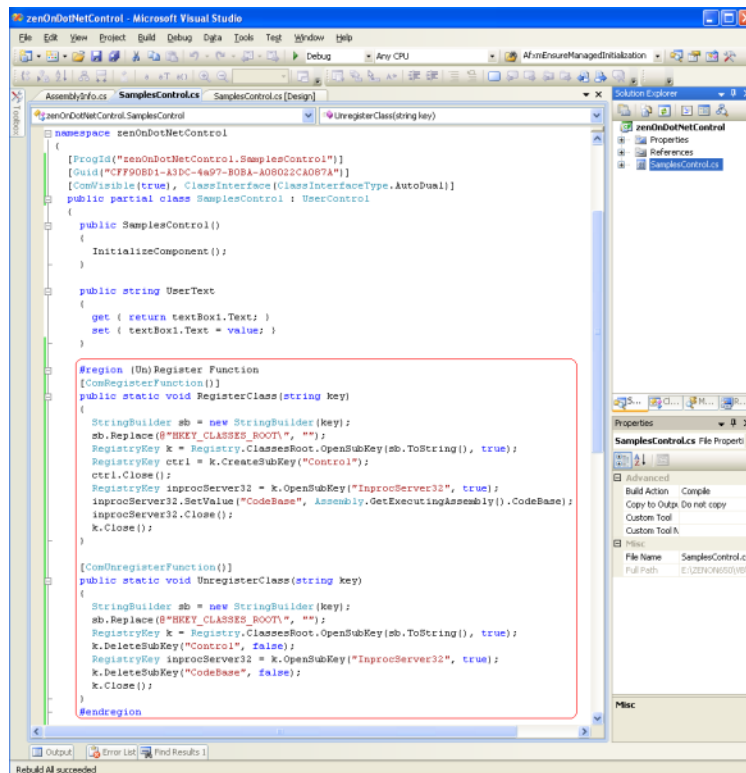 zenOnDotNetControl - Microsoft Visual Studio
File Edit View Project Build Debug Data Tools Test Window Help
Debug Any CPU AfxmEnsureManagedInitialization
Toolbox
AssemblyInfo.cs SamplesControl.cs SamplesControl.cs [Design]
zenOnDotNetControl.SamplesControl UnregisterClass(string key)
namespace zenOnDotNetControl
{
[ProgId("zenOnDotNetControl.SamplesControl")]
[Guid("CFF90BD1-A3DC-4a97-B0BA-A08022CA087A")]
[ComVisible(true), ClassInterface(ClassInterfaceType.AutoDual)]
public partial class SamplesControl : UserControl
{
public SamplesControl()
{
InitializeComponent();
}
public string UserText
{
get { return textBox1.Text; }
set { textBox1.Text = value; }
}
#region (Un)Register Function
[ComRegisterFunction()]
public static void RegisterClass(string key)
{
StringBuilder sb = new StringBuilder(key);
sb.Replace(@"HKEY_CLASSES_ROOT\", "");
RegistryKey k = Registry.ClassesRoot.OpenSubKey(sb.ToString(), true);
RegistryKey ctrl = k.CreateSubKey("Control");
ctrl.Close();
RegistryKey inprocServer32 = k.OpenSubKey("InprocServer32", true);
inprocServer32.SetValue("CodeBase", Assembly.GetExecutingAssembly().CodeBase);
inprocServer32.Close();
k.Close();
}
[ComUnregisterFunction()]
public static void UnregisterClass(string key)
{
StringBuilder sb = new StringBuilder(key);
sb.Replace(@"HKEY_CLASSES_ROOT\", "");
RegistryKey k = Registry.ClassesRoot.OpenSubKey(sb.ToString(), true);
k.DeleteSubKey("Control", false);
RegistryKey inprocServer32 = k.OpenSubKey("InprocServer32", true);
k.DeleteSubKey("CodeBase", false);
k.Close();
}
#endregion
Solution Explorer
zenOnDotNetControl
Properties
References
SamplesControl.cs
S... Cl... M... R...
Properties
SamplesControl.cs File Properti
Advanced
Build Action Compile
Copy to Outpu Do not copy
Custom Tool
Custom Tool N
Misc
File Name SamplesControl.c
Full Path
Misc
Output Error List Find Results 1
Rebuild All succeeded